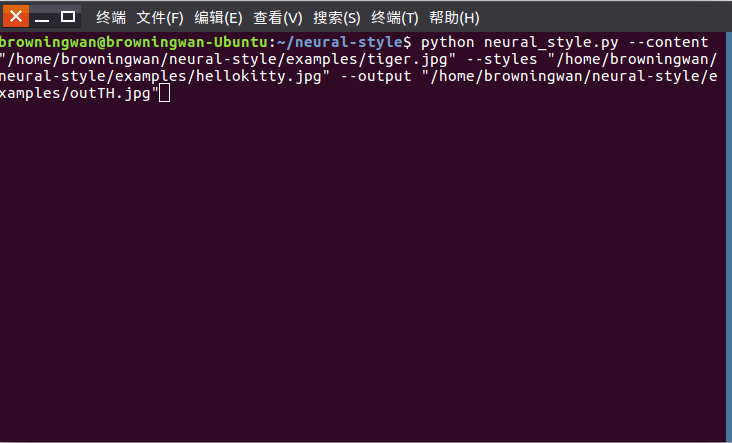 终端 文件(F) 编辑(E) 查看(V) 搜索(S) 终端(T) 帮助(H)
browningwan@browningwan-Ubuntu:~/neural-style$ python neural_style.py --content
"/home/browningwan/neural-style/examples/tiger.jpg" --styles "/home/browningwan/
neural-style/examples/hellokitty.jpg" --output "/home/browningwan/neural-style/e
xamples/outTH.jpg"